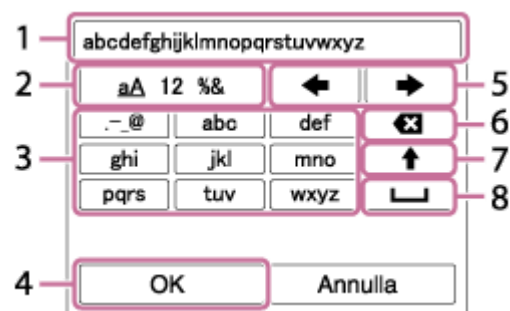 1 abcdefghijklmnopqrstuvwxyz
2 aA 12 %& 5
.-_@ abc def 6
3 ghi jkl mno 7
pqrs tuv wxyz 8
4 OK Annulla